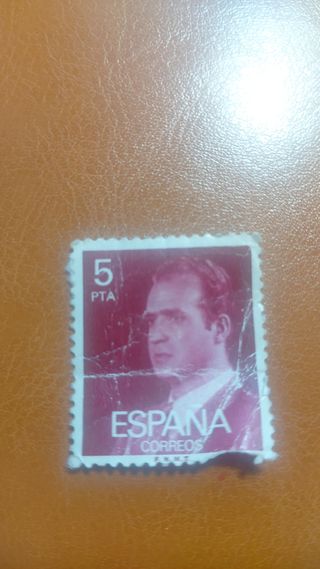 5
PTA
ESPAÑA
CORREOS
F.N.M.T.